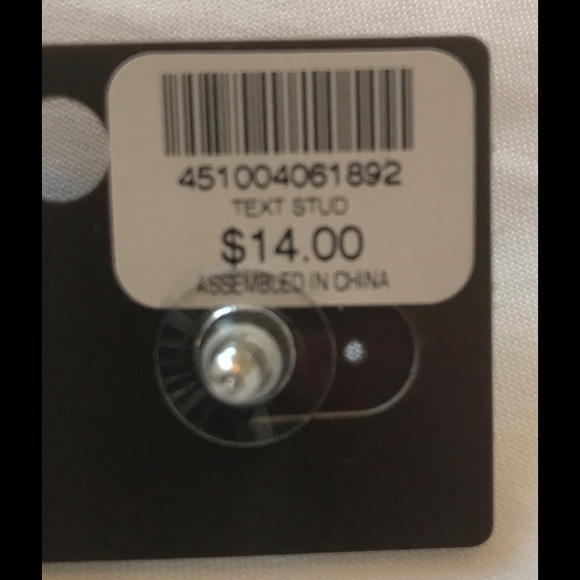 451004061892
TEXT STUD
$14.00
ASSEMBLED IN CHINA